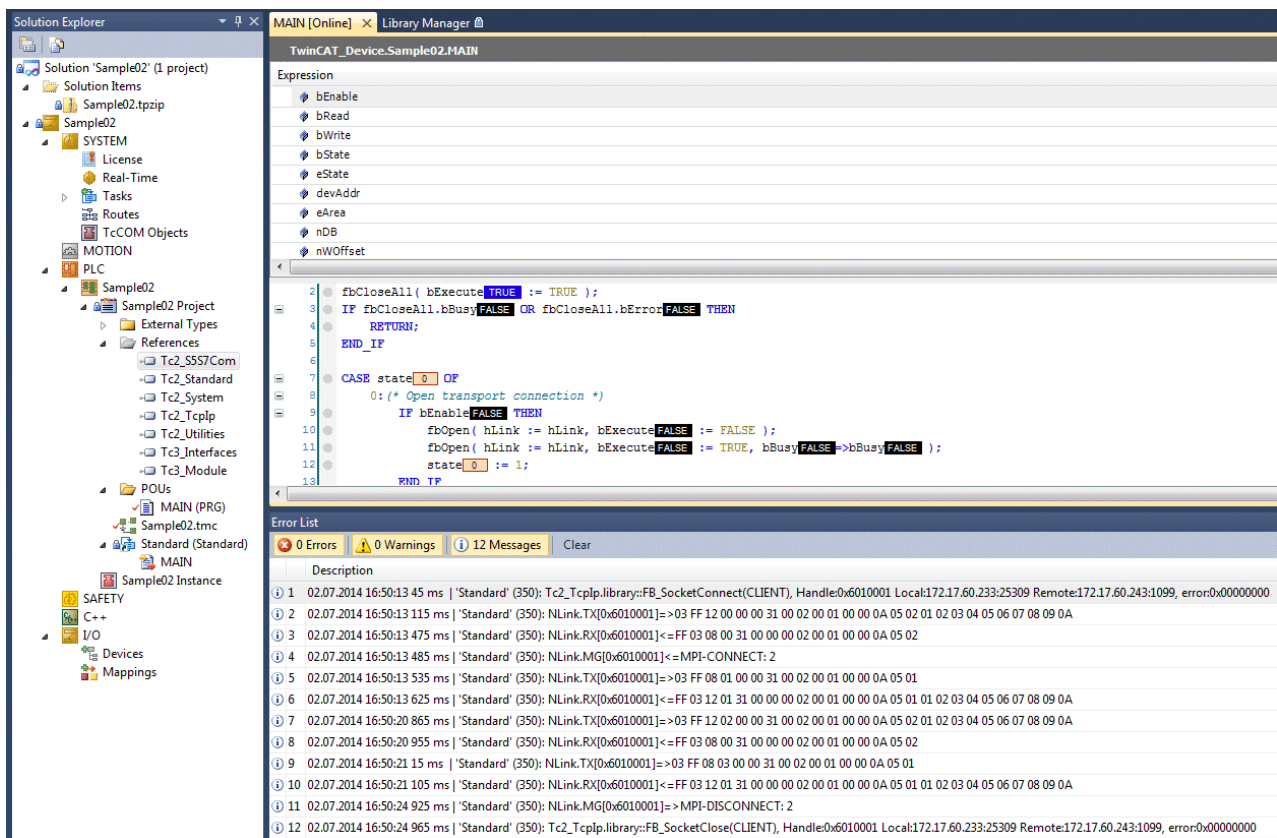 Solution Explorer
Solution 'Sample02' (1 project)
Solution Items
Sample02.tpzip
Sample02
SYSTEM
License
Real-Time
Tasks
Routes
TcCOM Objects
MOTION
PLC
Sample02
Sample02 Project
External Types
References
Tc2_S5S7Com
Tc2_Standard
Tc2_System
Tc2_TcpIp
Tc2_Utilities
Tc3_Interfaces
Tc3_Module
POUs
MAIN (PRG)
Sample02.tmc
Standard (Standard)
MAIN
Sample02 Instance
SAFETY
C++
I/O
Devices
Mappings
MAIN [Online] Library Manager
TwinCAT_Device.Sample02.MAIN
Expression
bEnable
bRead
bWrite
bState
eState
devAddr
eArea
nDB
nWOffset
2 fbCloseAll( bExecute TRUE := TRUE );
3 IF fbCloseAll.bBusy FALSE OR fbCloseAll.bError FALSE THEN
4 RETURN;
5 END_IF
6
7 CASE state 0 OF
8 0:(* Open transport connection *)
9 IF bEnable FALSE THEN
10 fbOpen( hLink := hLink, bExecute FALSE := FALSE );
11 fbOpen( hLink := hLink, bExecute FALSE := TRUE, bBusy FALSE =>bBusy FALSE );
12 state 0 := 1;
13 END_IF
Error List
0 Errors 0 Warnings 12 Messages Clear
Description
1 02.07.2014 16:50:13 45 ms | 'Standard' (350): Tc2_TcpIp.library::FB_SocketConnect(CLIENT), Handle:0x6010001 Local:172.17.60.233:25309 Remote:172.17.60.243:1099, error:0x00000000
2 02.07.2014 16:50:13 115 ms | 'Standard' (350): NLink.TX[0x6010001]=>03 FF 12 00 00 00 31 00 02 00 01 00 00 0A 05 02 01 02 03 04 05 06 07 08 09 0A
3 02.07.2014 16:50:13 475 ms | 'Standard' (350): NLink.RX[0x6010001]<=FF 03 08 00 31 00 00 00 02 00 01 00 00 0A 05 02
4 02.07.2014 16:50:13 485 ms | 'Standard' (350): NLink.MG[0x6010001]<=MPI-CONNECT: 2
5 02.07.2014 16:50:13 535 ms | 'Standard' (350): NLink.TX[0x6010001]=>03 FF 08 01 00 00 31 00 02 00 01 00 00 0A 05 01
6 02.07.2014 16:50:13 625 ms | 'Standard' (350): NLink.RX[0x6010001]<=FF 03 12 01 31 00 00 00 02 00 01 00 00 0A 05 01 01 02 03 04 05 06 07 08 09 0A
7 02.07.2014 16:50:20 865 ms | 'Standard' (350): NLink.TX[0x6010001]=>03 FF 12 02 00 00 31 00 02 00 01 00 00 0A 05 02 01 02 03 04 05 06 07 08 09 0A
8 02.07.2014 16:50:20 955 ms | 'Standard' (350): NLink.RX[0x6010001]<=FF 03 08 00 31 00 00 00 02 00 01 00 00 0A 05 02
9 02.07.2014 16:50:21 15 ms | 'Standard' (350): NLink.TX[0x6010001]=>03 FF 08 03 00 00 31 00 02 00 01 00 00 0A 05 01
10 02.07.2014 16:50:21 105 ms | 'Standard' (350): NLink.RX[0x6010001]<=FF 03 12 01 31 00 00 00 02 00 01 00 00 0A 05 01 01 02 03 04 05 06 07 08 09 0A
11 02.07.2014 16:50:24 925 ms | 'Standard' (350): NLink.MG[0x6010001]=>MPI-DISCONNECT: 2
12 02.07.2014 16:50:24 965 ms | 'Standard' (350): Tc2_TcpIp.library::FB_SocketClose(CLIENT), Handle:0x6010001 Local:172.17.60.233:25309 Remote:172.17.60.243:1099, error:0x00000000